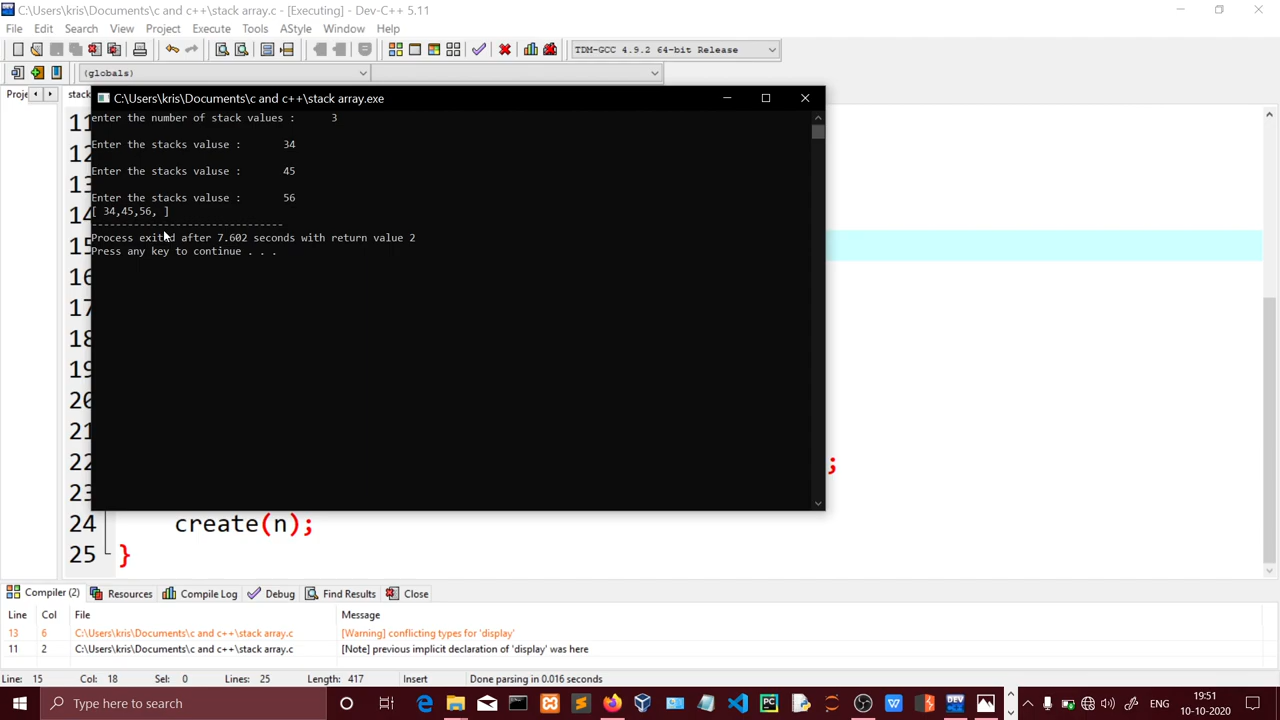 C:\Users\kris\Documents\c and c++\stack array.c - [Executing] - Dev-C++ 5.11
File Edit Search View Project Execute Tools AStyle Window Help
TDM-GCC 4.9.2 64-bit Release
(globals)
Proje stack
C:\Users\kris\Documents\c and c++\stack array.exe
enter the number of stack values : 3
Enter the stacks valuse : 34
Enter the stacks valuse : 45
Enter the stacks valuse : 56
[ 34,45,56, ]
--------------------------------
Process exited after 7.602 seconds with return value 2
Press any key to continue . . .
11
12
13
14
15
16
17
18
19
20
21
22 ;
23
24 create(n);
25 }
Compiler (2) Resources Compile Log Debug Find Results Close
Line Col File Message
13 6 C:\Users\kris\Documents\c and c++\stack array.c [Warning] conflicting types for 'display'
11 2 C:\Users\kris\Documents\c and c++\stack array.c [Note] previous implicit declaration of 'display' was here
Line: 15 Col: 18 Sel: 0 Lines: 25 Length: 417 Insert Done parsing in 0.016 seconds
Type here to search
ENG
19:51
10-10-2020